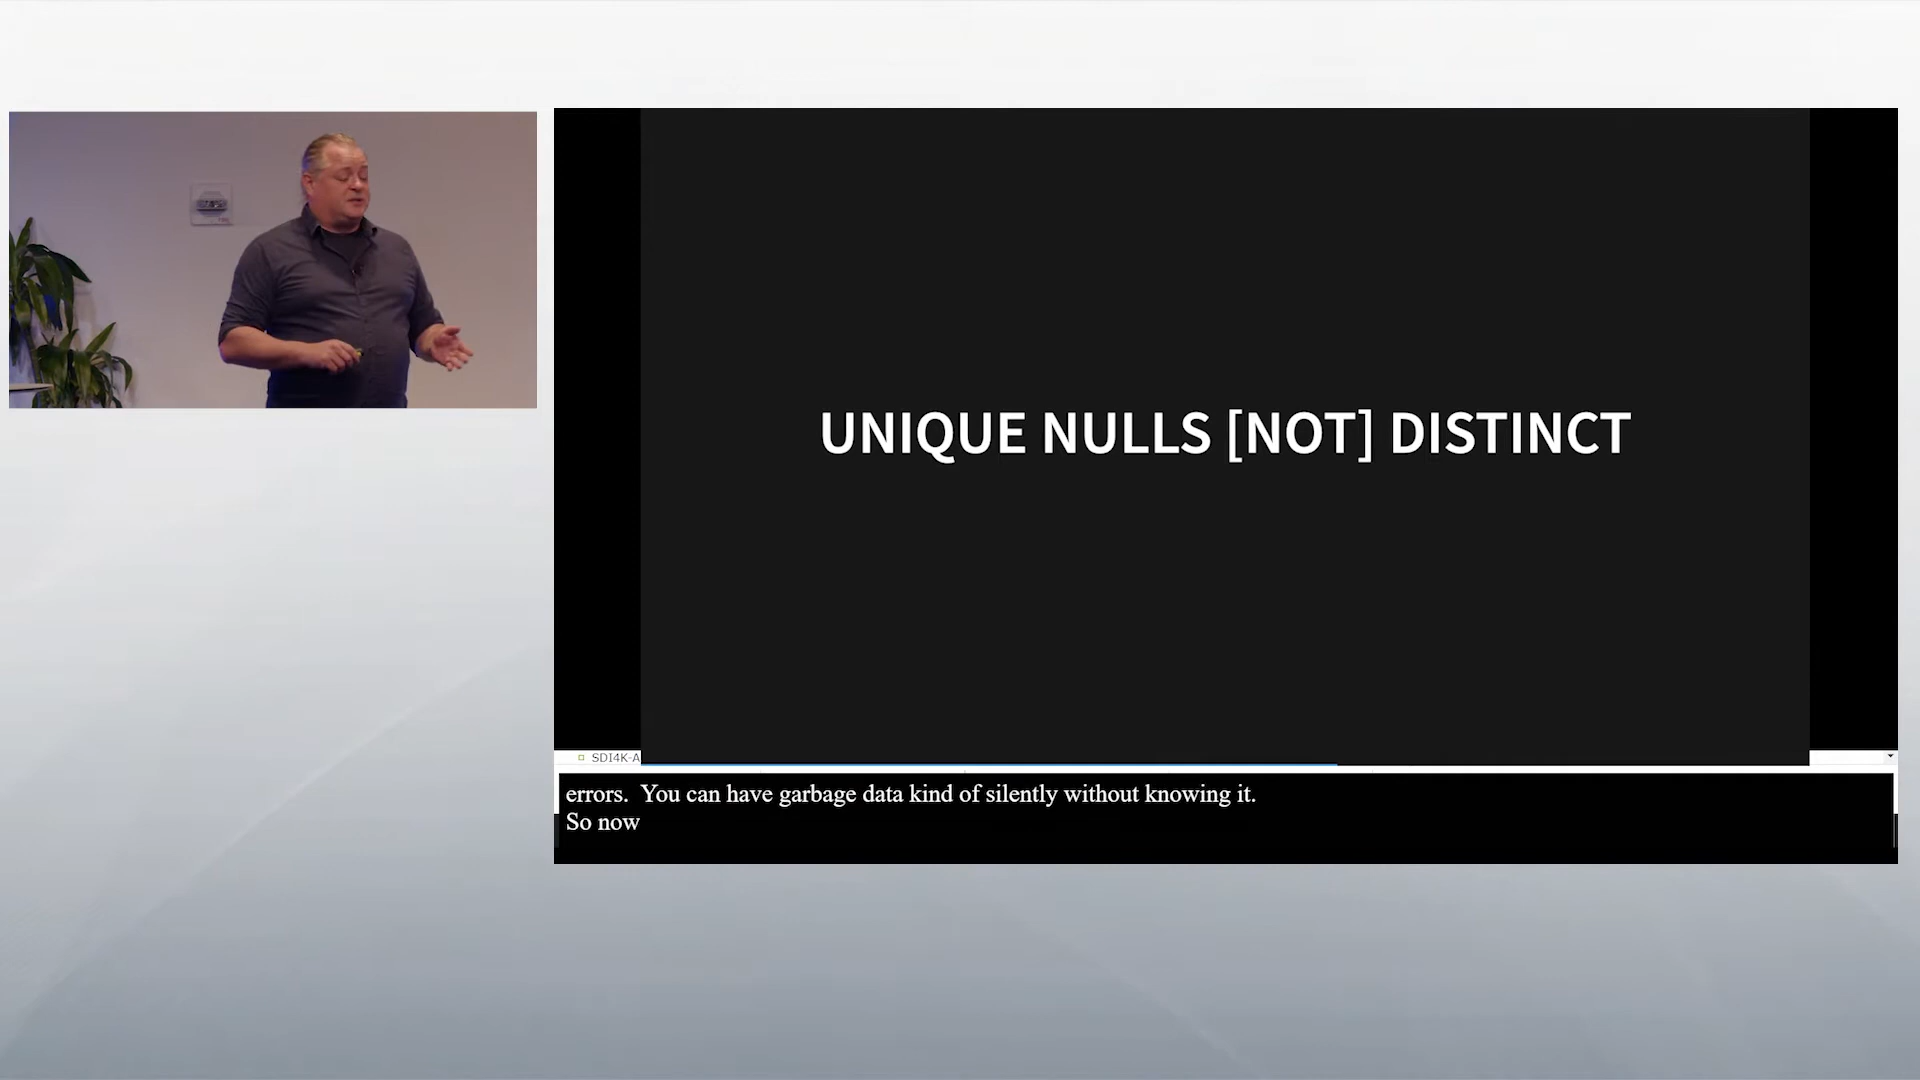 UNIQUE NULLS [NOT] DISTINCT
SDI4K-A
errors.  You can have garbage data kind of silently without knowing it.
So now